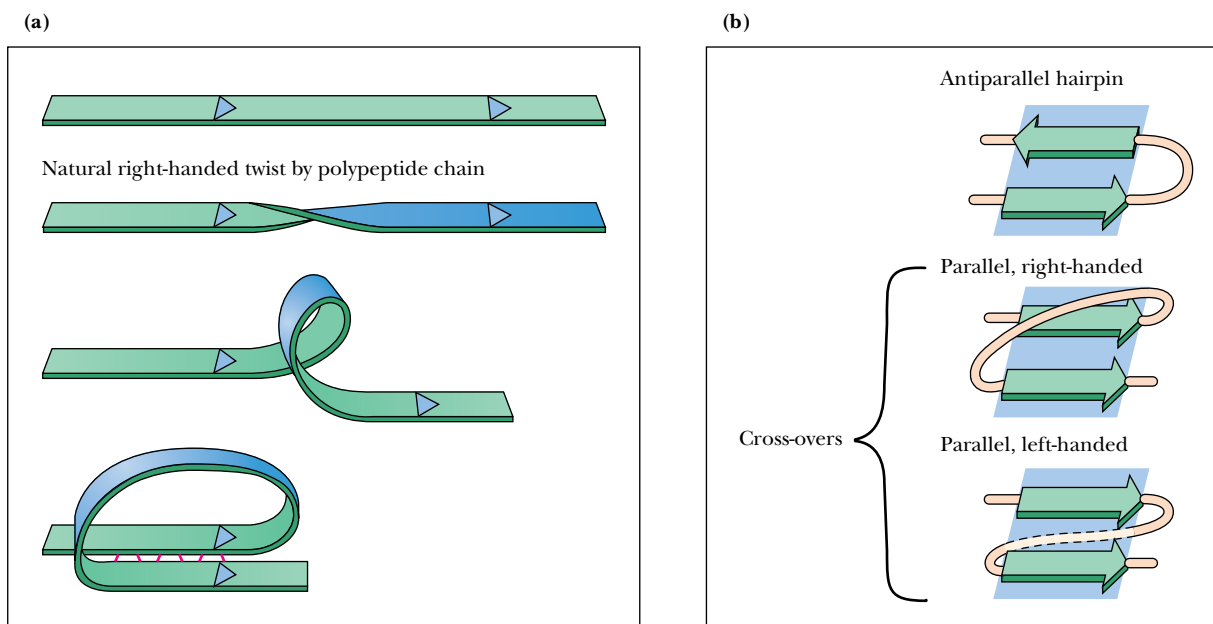 (a)
Natural right-handed twist by polypeptide chain
(b)
Antiparallel hairpin
Parallel, right-handed
Cross-overs
Parallel, left-handed